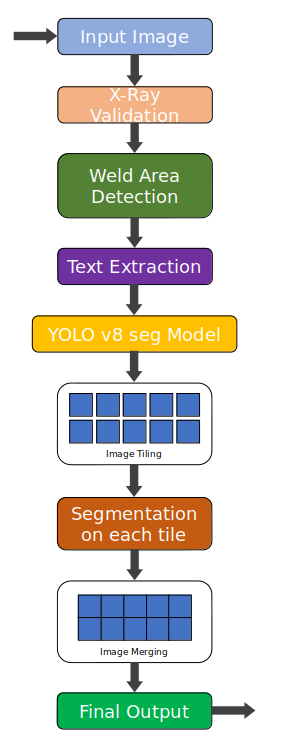 Input Image
X-Ray
Validation
Weld Area
Detection
Text Extraction
YOLO v8 seg Model
Image Tiling
Segmentation
on each tile
Image Merging
Final Output